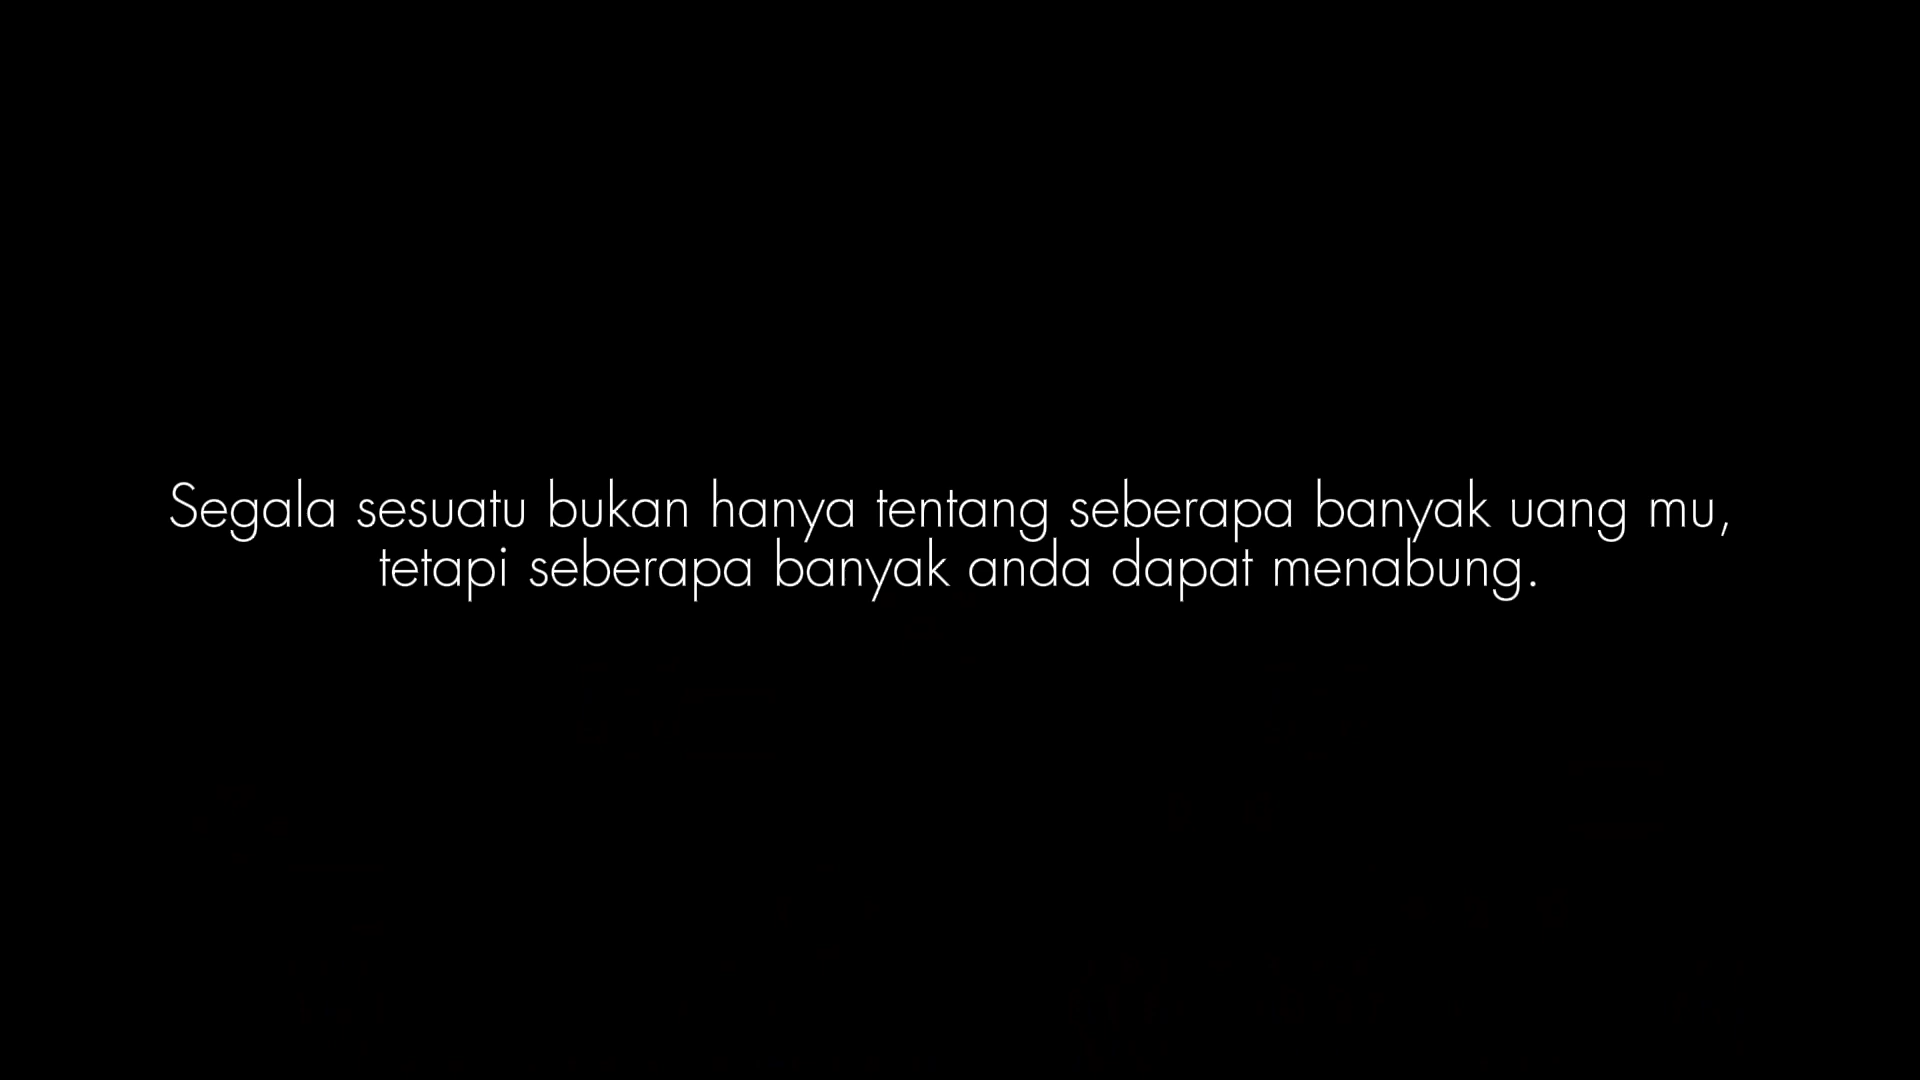 Segala sesuatu bukan hanya tentang seberapa banyak uang mu,
tetapi seberapa banyak anda dapat menabung.